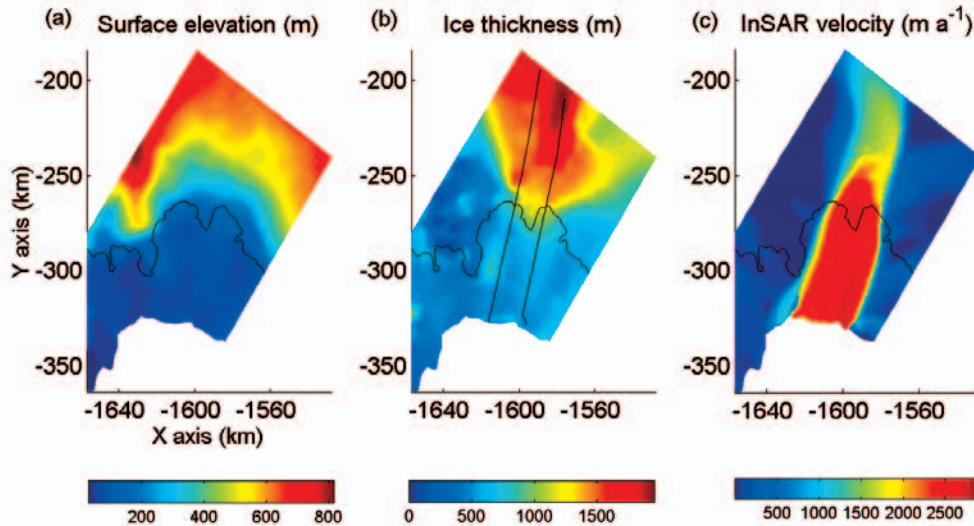 (a) Surface elevation (m)
(b) Ice thickness (m)
(c) InSAR velocity (m a⁻¹)
Y axis (km)
-200
-250
-300
-350
-200
-250
-300
-350
-200
-250
-300
-350
-1640 -1600 -1560
X axis (km)
-1640 -1600 -1560
-1640 -1600 -1560
200 400 600 800
0 500 1000 1500
500 1000 1500 2000 2500